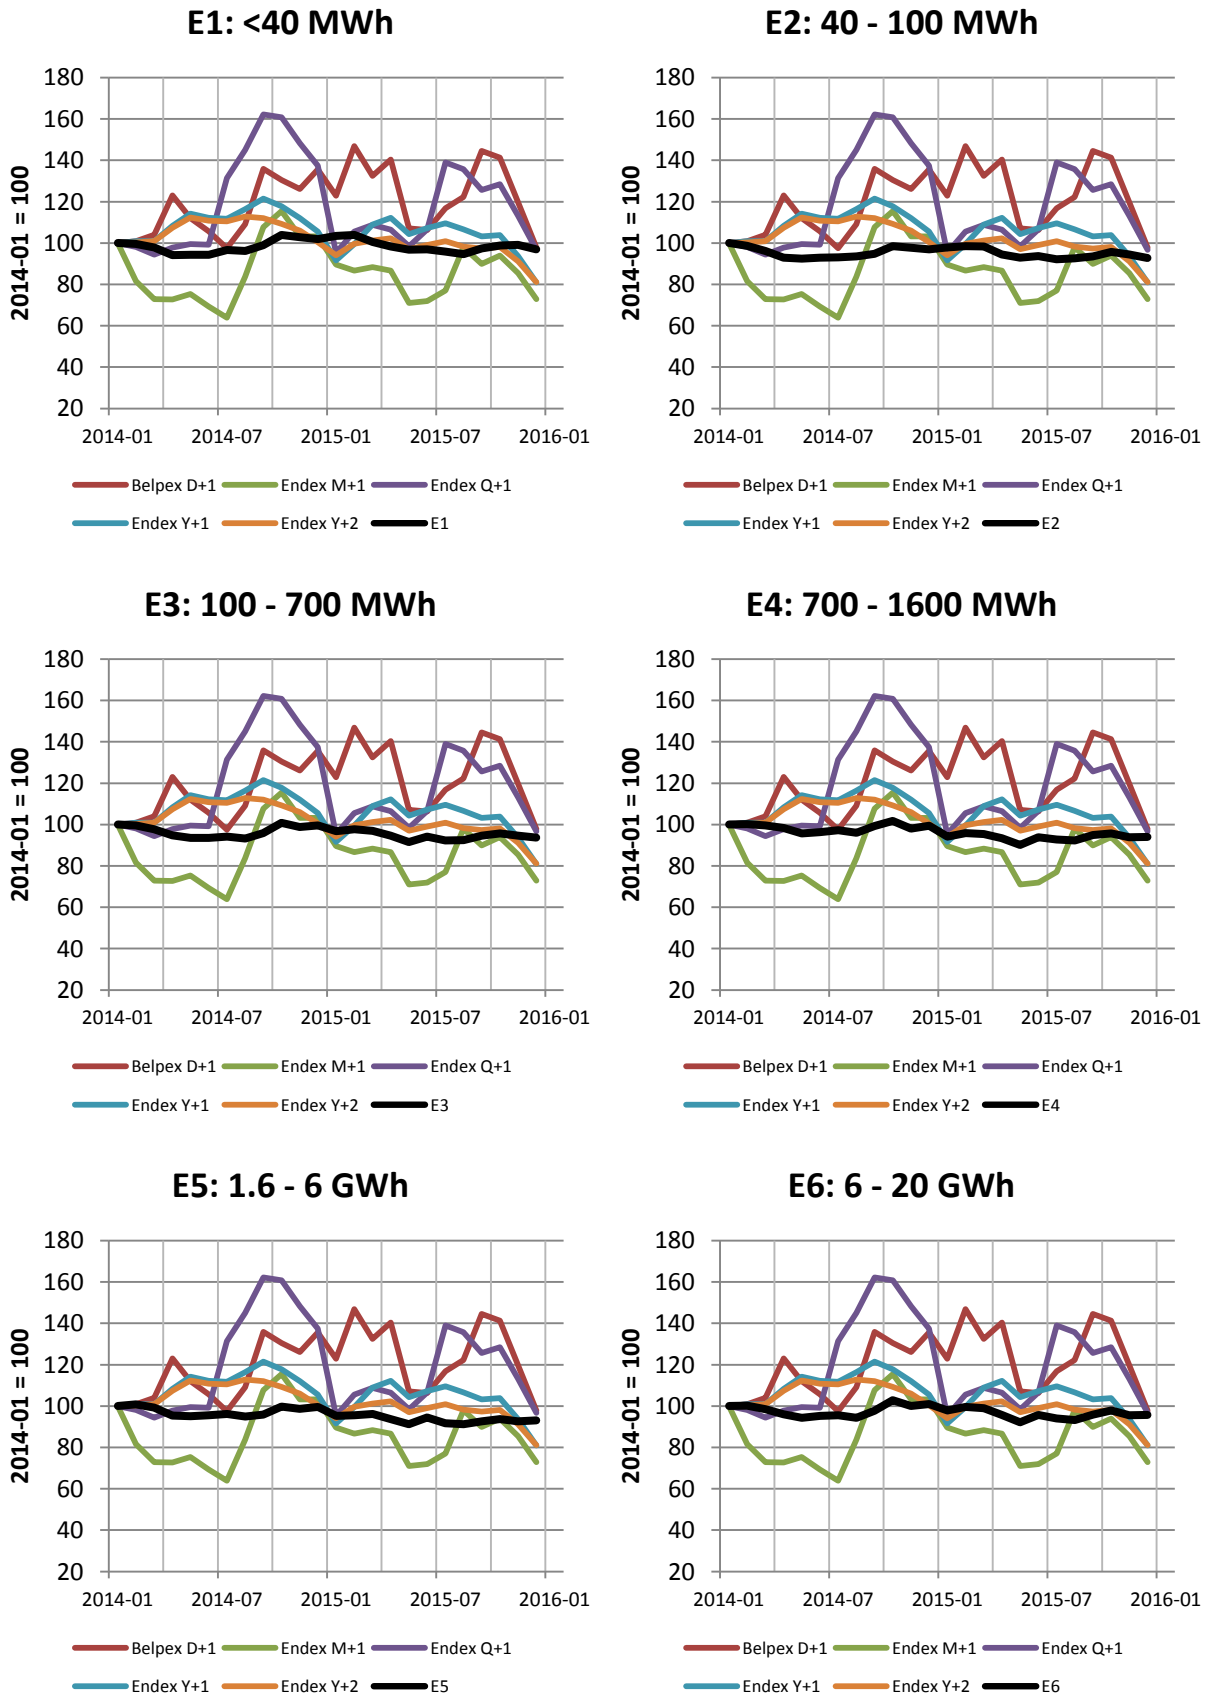 E1: <40 MWh
E2: 40 - 100 MWh
2014-01 = 100
180
160
140
120
100
80
60
40
20
2014-01 2014-07 2015-01 2015-07 2016-01
Belpex D+1 Endex M+1 Endex Q+1
Endex Y+1 Endex Y+2 E1
2014-01 = 100
180
160
140
120
100
80
60
40
20
2014-01 2014-07 2015-01 2015-07 2016-01
Belpex D+1 Endex M+1 Endex Q+1
Endex Y+1 Endex Y+2 E2
E3: 100 - 700 MWh
E4: 700 - 1600 MWh
2014-01 = 100
180
160
140
120
100
80
60
40
20
2014-01 2014-07 2015-01 2015-07 2016-01
Belpex D+1 Endex M+1 Endex Q+1
Endex Y+1 Endex Y+2 E3
2014-01 = 100
180
160
140
120
100
80
60
40
20
2014-01 2014-07 2015-01 2015-07 2016-01
Belpex D+1 Endex M+1 Endex Q+1
Endex Y+1 Endex Y+2 E4
E5: 1.6 - 6 GWh
E6: 6 - 20 GWh
2014-01 = 100
180
160
140
120
100
80
60
40
20
2014-01 2014-07 2015-01 2015-07 2016-01
Belpex D+1 Endex M+1 Endex Q+1
Endex Y+1 Endex Y+2 E5
2014-01 = 100
180
160
140
120
100
80
60
40
20
2014-01 2014-07 2015-01 2015-07 2016-01
Belpex D+1 Endex M+1 Endex Q+1
Endex Y+1 Endex Y+2 E6